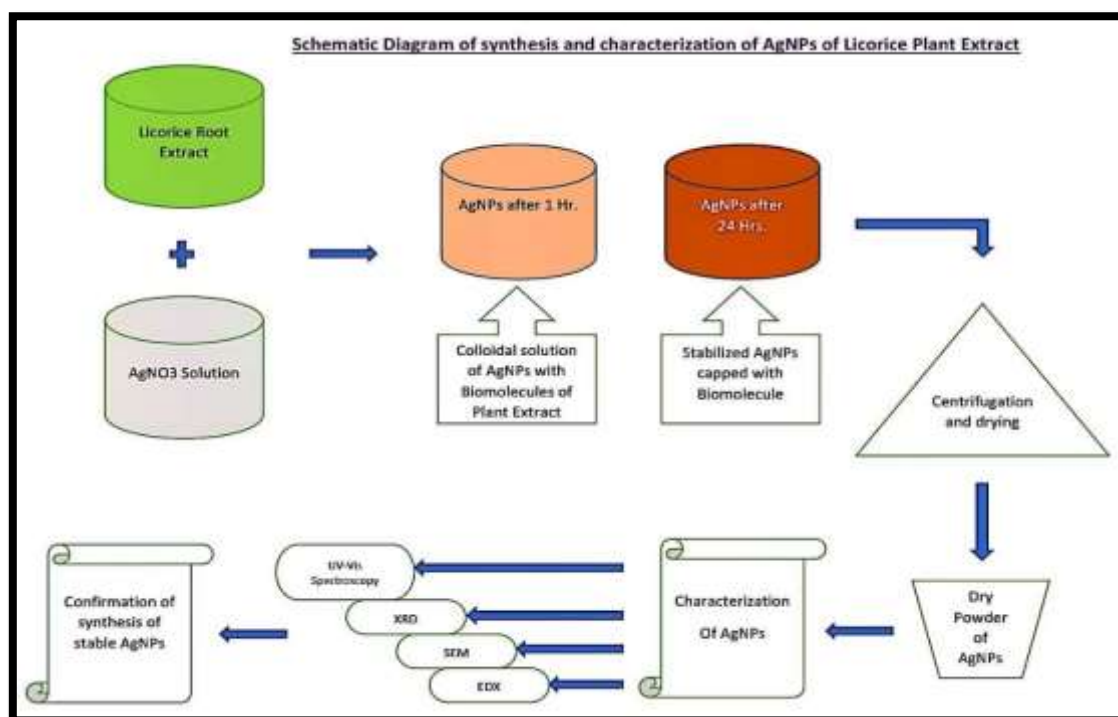 Schematic Diagram of synthesis and characterization of AgNPs of Licorice Plant Extract
Licorice Root
Extract
AgNO3 Solution
AgNPs after 1 Hr.
Colloidal solution
of AgNPs with
Biomolecules of
Plant Extract
AgNPs after
24 Hrs.
Stabilized AgNPs
capped with
Biomolecule
Centrifugation
and drying
Dry
Powder
of
AgNPs
Characterization
Of AgNPs
UV-Vis.
Spectroscopy
XRD
SEM
EDX
Confirmation of
synthesis of
stable AgNPs